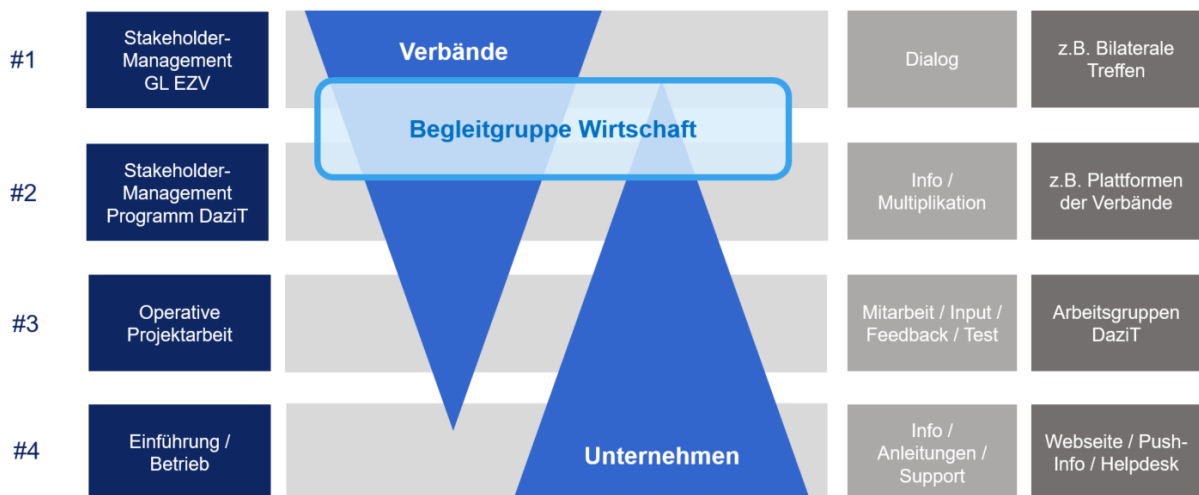 #1
Stakeholder-
Management
GL EZV
Verbände
Dialog
z.B. Bilaterale
Treffen
Begleitgruppe Wirtschaft
#2
Stakeholder-
Management
Programm DaziT
Info /
Multiplikation
z.B. Plattformen
der Verbände
#3
Operative
Projektarbeit
Mitarbeit / Input /
Feedback / Test
Arbeitsgruppen
DaziT
#4
Einführung /
Betrieb
Unternehmen
Info /
Anleitungen /
Support
Webseite / Push-
Info / Helpdesk